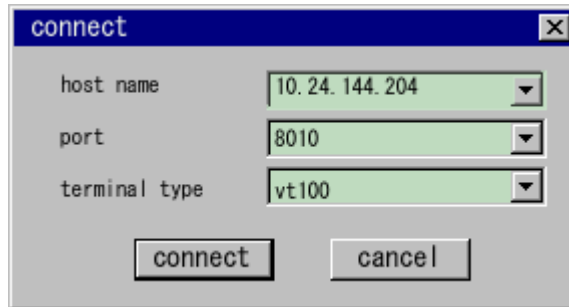 connect
host name 10.24.144.204
port 8010
terminal type vt100
connect cancel